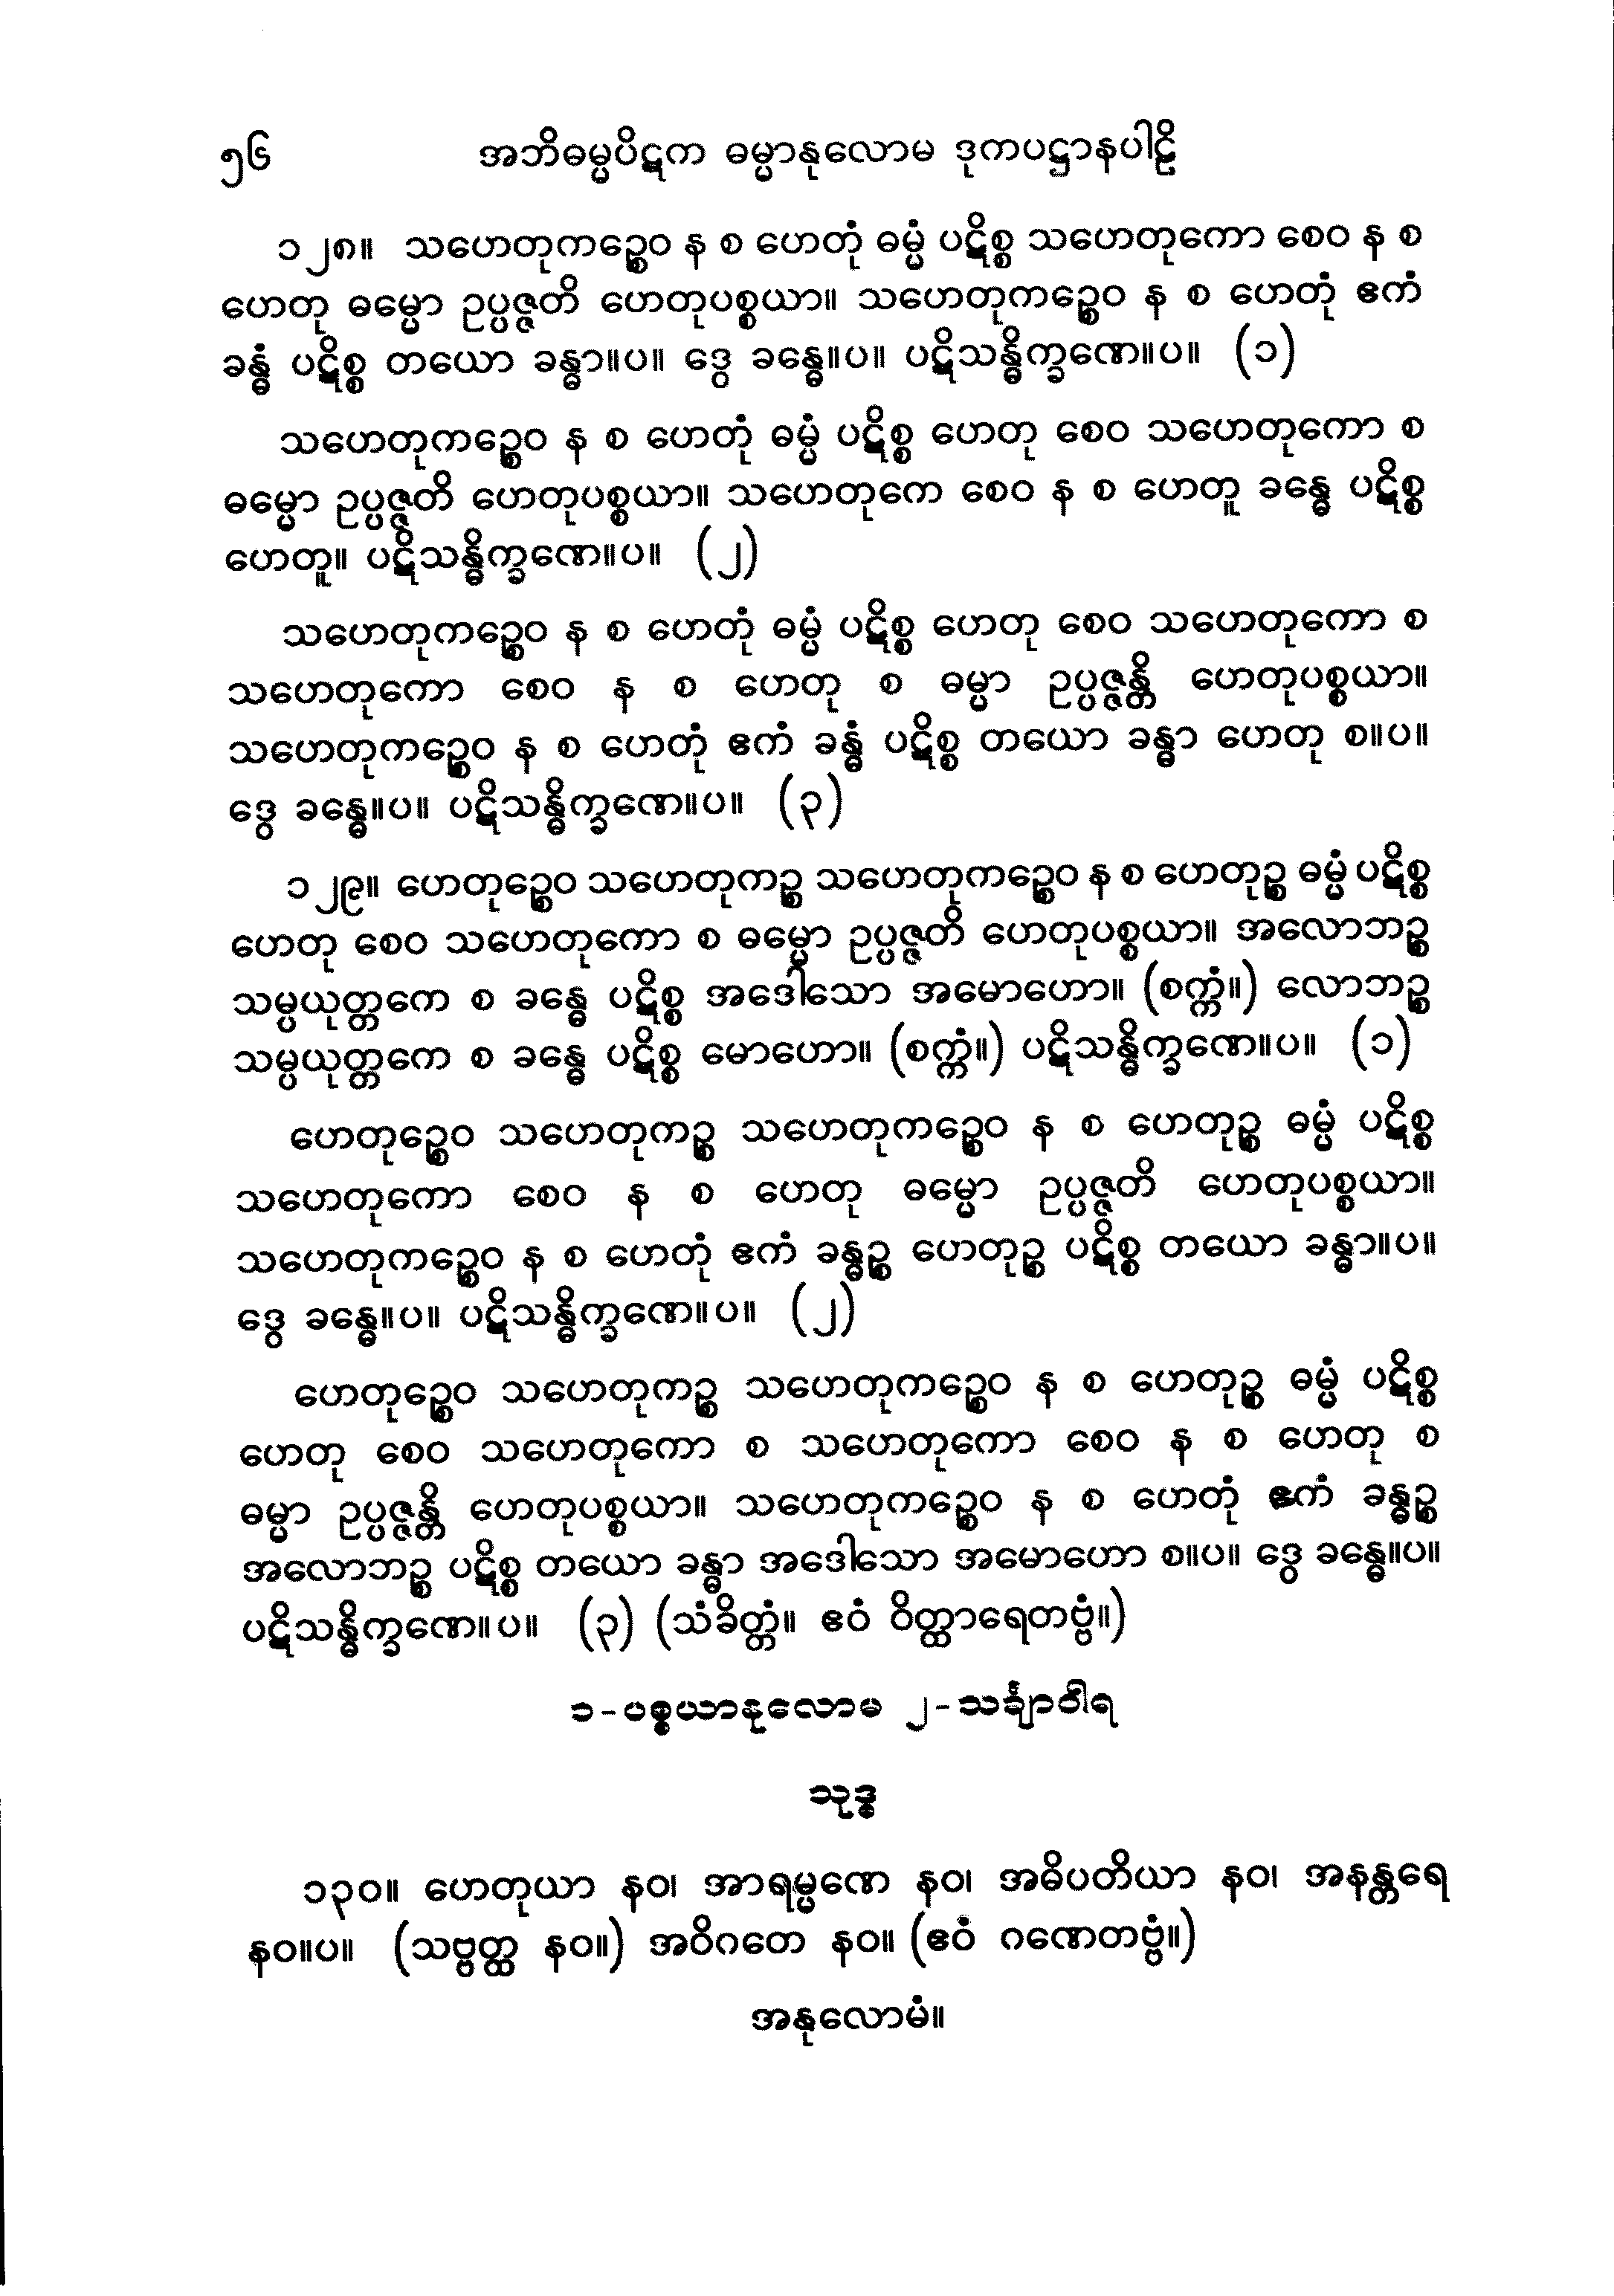 ၅၆ အဘိဓမ္မပိဋက ဓမ္မာနုလောမ ဒုကပဋ္ဌာနပါဠိ
၁၂၈။ သဟေတုကဉ္စေဝ န စ ဟေတုံ ဓမ္မံ ပဋိစ္စ သဟေတုကော စေဝ န စ
ဟေတု ဓမ္မော ဥပ္ပဇ္ဇတိ ဟေတုပစ္စယာ။ သဟေတုကဉ္စေဝ န စ ဟေတုံ ဧကံ
ခန္ဓံ ပဋိစ္စ တယော ခန္ဓာ။ပ။ ဒွေ ခန္ဓေ။ပ။ ပဋိသန္ဓိက္ခဏေ။ပ။ (၁)
သဟေတုကဉ္စေဝ န စ ဟေတုံ ဓမ္မံ ပဋိစ္စ ဟေတု စေဝ သဟေတုကော စ
ဓမ္မော ဥပ္ပဇ္ဇတိ ဟေတုပစ္စယာ။ သဟေတုကေ စေဝ န စ ဟေတူ ခန္ဓေ ပဋိစ္စ
ဟေတူ။ ပဋိသန္ဓိက္ခဏေ။ပ။ (၂)
သဟေတုကဉ္စေဝ န စ ဟေတုံ ဓမ္မံ ပဋိစ္စ ဟေတု စေဝ သဟေတုကော စ
သဟေတုကော စေဝ န စ ဟေတု စ ဓမ္မာ ဥပ္ပဇ္ဇန္တိ ဟေတုပစ္စယာ။
သဟေတုကဉ္စေဝ န စ ဟေတုံ ဧကံ ခန္ဓံ ပဋိစ္စ တယော ခန္ဓာ ဟေတု စ။ပ။
ဒွေ ခန္ဓေ။ပ။ ပဋိသန္ဓိက္ခဏေ။ပ။ (၃)
၁၂၉။ ဟေတုဉ္စေဝ သဟေတုကဉ္စ သဟေတုကဉ္စေဝ န စ ဟေတုဉ္စ ဓမ္မံ ပဋိစ္စ
ဟေတု စေဝ သဟေတုကော စ ဓမ္မော ဥပ္ပဇ္ဇတိ ဟေတုပစ္စယာ။ အလောဘဉ္စ
သမ္ပယုတ္တကေ စ ခန္ဓေ ပဋိစ္စ အဒေါသော အမောဟော။ (စက္ကံ။) လောဘဉ္စ
သမ္ပယုတ္တကေ စ ခန္ဓေ ပဋိစ္စ မောဟော။ (စက္ကံ။) ပဋိသန္ဓိက္ခဏေ။ပ။ (၁)
ဟေတုဉ္စေဝ သဟေတုကဉ္စ သဟေတုကဉ္စေဝ န စ ဟေတုဉ္စ ဓမ္မံ ပဋိစ္စ
သဟေတုကော စေဝ န စ ဟေတု ဓမ္မော ဥပ္ပဇ္ဇတိ ဟေတုပစ္စယာ။
သဟေတုကဉ္စေဝ န စ ဟေတုံ ဧကံ ခန္ဓဉ္စ ဟေတုဉ္စ ပဋိစ္စ တယော ခန္ဓာ။ပ။
ဒွေ ခန္ဓေ။ပ။ ပဋိသန္ဓိက္ခဏေ။ပ။ (၂)
ဟေတုဉ္စေဝ သဟေတုကဉ္စ သဟေတုကဉ္စေဝ န စ ဟေတုဉ္စ ဓမ္မံ ပဋိစ္စ
ဟေတု စေဝ သဟေတုကော စ သဟေတုကော စေဝ န စ ဟေတု စ
ဓမ္မာ ဥပ္ပဇ္ဇန္တိ ဟေတုပစ္စယာ။ သဟေတုကဉ္စေဝ န စ ဟေတုံ ဧကံ ခန္ဓဉ္စ
အလောဘဉ္စ ပဋိစ္စ တယော ခန္ဓာ အဒေါသော အမောဟော စ။ပ။ ဒွေ ခန္ဓေ။ပ။
ပဋိသန္ဓိက္ခဏေ။ပ။ (၃) (သံခိတ္တံ။ ဧဝံ ဝိတ္ထာရေတဗ္ဗံ။)
၁-ပစ္စယာနုလောမ ၂-သင်္ချာဝါရ
သုဒ္ဓ
၁၃၀။ ဟေတုယာ နဝ၊ အာရမ္မဏေ နဝ၊ အဓိပတိယာ နဝ၊ အနန္တရေ
နဝ။ပ။ (သဗ္ဗတ္ထ နဝ။) အဝိဂတေ နဝ။ (ဧဝံ ဂဏေတဗ္ဗံ။)
အနုလောမံ။